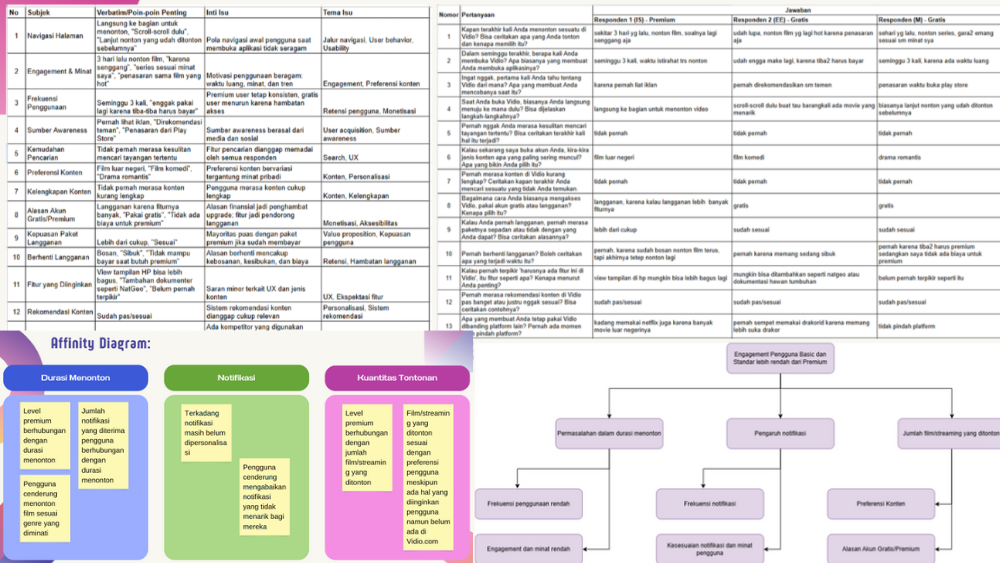 No Subjek Verbatim/Poin-poin Penting Inti Isu Tema Isu
1 Navigasi Halaman
Langsung ke bagian untuk
menonton, "Scroll-scroll dulu",
"Lanjut nonton yang udah ditonton
sebelumnya"
Pola navigasi awal pengguna saat
membuka aplikasi tidak seragam
Jalur navigasi, User behavior,
Usability
2 Engagement & Minat
3 hari lalu nonton film, "karena
senggang", "series sesuai minat
saya", "penasaran sama film yang
hot"
Motivasi penggunaan beragam:
waktu luang, minat, dan tren
Engagement, Preferensi konten
3 Frekuensi
Penggunaan
Seminggu 3 kali, "enggak pakai
lagi karena tiba-tiba harus bayar"
Premium user tetap konsisten, gratis
user menurun karena hambatan
akses
Retensi pengguna, Monetisasi
4 Sumber Awareness
Pernah lihat iklan, "Direkomendasi
teman", "Penasaran dari Play
Store"
Sumber awareness berasal dari
media dan sosial
User acquisition, Sumber
awareness
5 Kemudahan
Pencarian
Tidak pernah merasa kesulitan
mencari tayangan tertentu
Fitur pencarian dianggap memadai
oleh semua responden
Search, UX
6 Preferensi Konten
Film luar negeri, "Film komedi",
"Drama romantis"
Preferensi konten bervariasi
tergantung minat pribadi
Konten, Personalisasi
7 Kelengkapan Konten
Tidak pernah merasa konten
kurang lengkap
Pengguna merasa konten cukup
lengkap
Konten, Kelengkapan
8 Alasan Akun
Gratis/Premium
Langganan karena fiturnya
banyak, "Pakai gratis", "Tidak ada
biaya untuk premium"
Alasan finansial jadi penghambat
upgrade; fitur jadi pendorong
langganan
Monetisasi, Aksesibilitas
9 Kepuasan Paket
Langganan
Lebih dari cukup, "Sesuai"
Mayoritas puas dengan paket
premium jika sudah membayar
Value proposition, Kepuasan
pengguna
10 Berhenti Langganan
Bosan, "Sibuk", "Tidak mampu
bayar saat butuh premium"
Alasan berhenti mencakup
kebosanan, kesibukan, dan biaya
Retensi, Hambatan langganan
11 Fitur yang Diinginkan
View tampilan HP bisa lebih
bagus, "Tambahan dokumenter
seperti NatGeo", "Belum pernah
terpikir"
Saran minor terkait UX dan jenis
konten
UX, Ekspektasi fitur
12 Rekomendasi Konten
Sudah pas/sesuai
Sistem rekomendasi konten
dianggap cukup relevan
Personalisasi, Sistem
rekomendasi
Ada kompetitor yang digunakan
Nomor Pertanyaan Jawaban
Responden 1 (IS) - Premium Responden 2 (EE) - Gratis Responden (M) - Gratis
1
Kapan terakhir kali Anda menonton sesuatu di
Vidio? Bisa ceritakan apa yang Anda tonton
dan kenapa memilih itu?
sekitar 3 hari yg lalu, nonton film, soalnya lagi
senggang aja
udah lupa, nonton film yg lagi hot karena penasaran
aja
sehari yg lalu, nonton series, gara2 emang
sesuai sm minat sya
2
Dalam seminggu terakhir, berapa kali Anda
membuka Vidio? Apa biasanya yang membuat
Anda membuka aplikasinya?
seminggu 3 kali, waktu istirahat trs nonton
udah engga make lagi, karena tiba2 harus bayar
seminggu 3 kali, karena ada waktu luang
3
Ingat nggak, pertama kali Anda tahu tentang
Vidio dari mana? Apa yang membuat Anda
mencobanya saat itu?
karena pernah liat iklan
pernah direkomendasikan sm temen
penasaran waktu buka play store
4
Saat Anda buka Vidio, biasanya Anda langsung
menuju ke mana dulu? Bisa dijelaskan
langkah-langkahnya?
langsung ke bagian untuk menonton video
scroll-scroll dulu buat tau barangkali ada movie yang
menarik
biasanya lanjut nonton yang udah ditonton
sebelumnya
5
Pernah nggak Anda merasa kesulitan mencari
tayangan tertentu? Bisa ceritakan terakhir kali
hal itu terjadi?
tidak pernah
tidak pernah
tidak pernah
6
Kalau sekarang saya buka akun Anda, kira-kira
jenis konten apa yang paling sering muncul?
Apa yang bikin Anda pilih itu?
film luar negeri
film komedi
drama romantis
7
Pernah merasa konten di Vidio kurang
lengkap? Ceritakan kapan terakhir Anda
mencari sesuatu yang tidak Anda temukan.
tidak pernah
tidak pernah
tidak pernah
8
Bagaimana cara Anda biasanya mengakses
Vidio, pakai akun gratis atau langganan?
Kenapa pilih itu?
langganan, karena kalau langganan lebih banyak
fiturnya
gratis
gratis
9
Kalau Anda pernah langganan, pernah merasa
paketnya sepadan atau tidak dengan yang
Anda dapat? Bisa ceritakan alasannya?
lebih dari cukup
sudah sesuai
sudah sesuai
10
Pernah berhenti langganan? Boleh ceritakan
apa yang terjadi waktu itu?
pernah, karena sudah bosan nonton film terus,
tapi akhirnya tetep nonton lagi
pernah karena memang sedang sibuk
pernah karena tiba2 harus premium
sedangkan saya tidak ada biaya untuk
premium
11
Kalau pernah terpikir 'harusnya ada fitur ini di
Vidio', itu fitur seperti apa? Kenapa menurut
Anda penting?
view tampilan di hp mungkin bisa lebih bagus lagi
mungkin bisa ditambahkan seperti natgeo atau
dokumentasi hewan tumbuhan
belum pernah terpikir seperti itu
12
Pernah merasa rekomendasi konten di Vidio
pas banget atau justru nggak sesuai? Bisa
ceritakan contohnya?
sudah pas/sesuai
sudah pas/sesuai
sudah pas/sesuai
13
Apa yang membuat Anda tetap pakai Vidio
dibanding platform lain? Pernah ada momen
pindah platform?
kadang memakai netflix juga karena banyak
movie luar negerinya
pernah sempet memakai drakorid karena memang
lebih suka drakor
tidak pindah platform
Affinity Diagram:
Durasi Menonton
Level
premium
berhubungan
dengan
durasi
menonton
Jumlah
notifikasi
yang diterima
pengguna
berhubungan
dengan
durasi
menonton
Pengguna
cenderung
menonton
film sesuai
genre yang
diminati
Notifikasi
Terkadang
notifikasi
masih belum
dipersonalisa
si
Pengguna
cenderung
mengabaikan
notifikasi
yang tidak
menarik bagi
mereka
Kuantitas Tontonan
Level
premium
berhubungan
dengan
jumlah
film/streamin
g yang
ditonton
Film/streamin
g yang
ditonton
sesuai
dengan
preferensi
pengguna
meskipun
ada hal yang
diinginkan
pengguna
namun belum
ada di
Vidio.com
Engagement Pengguna Basic dan
Standar lebih rendah dari Premium
Permasalahan dalam durasi menonton
Pengaruh notifikasi
Jumlah film/streaming yang ditonton
Frekuensi penggunaan rendah
Frekuensi notifikasi
Preferensi Konten
Engagement dan minat rendah
Kesesuaian notifikasi dan minat
pengguna
Alasan Akun Gratis/Premium